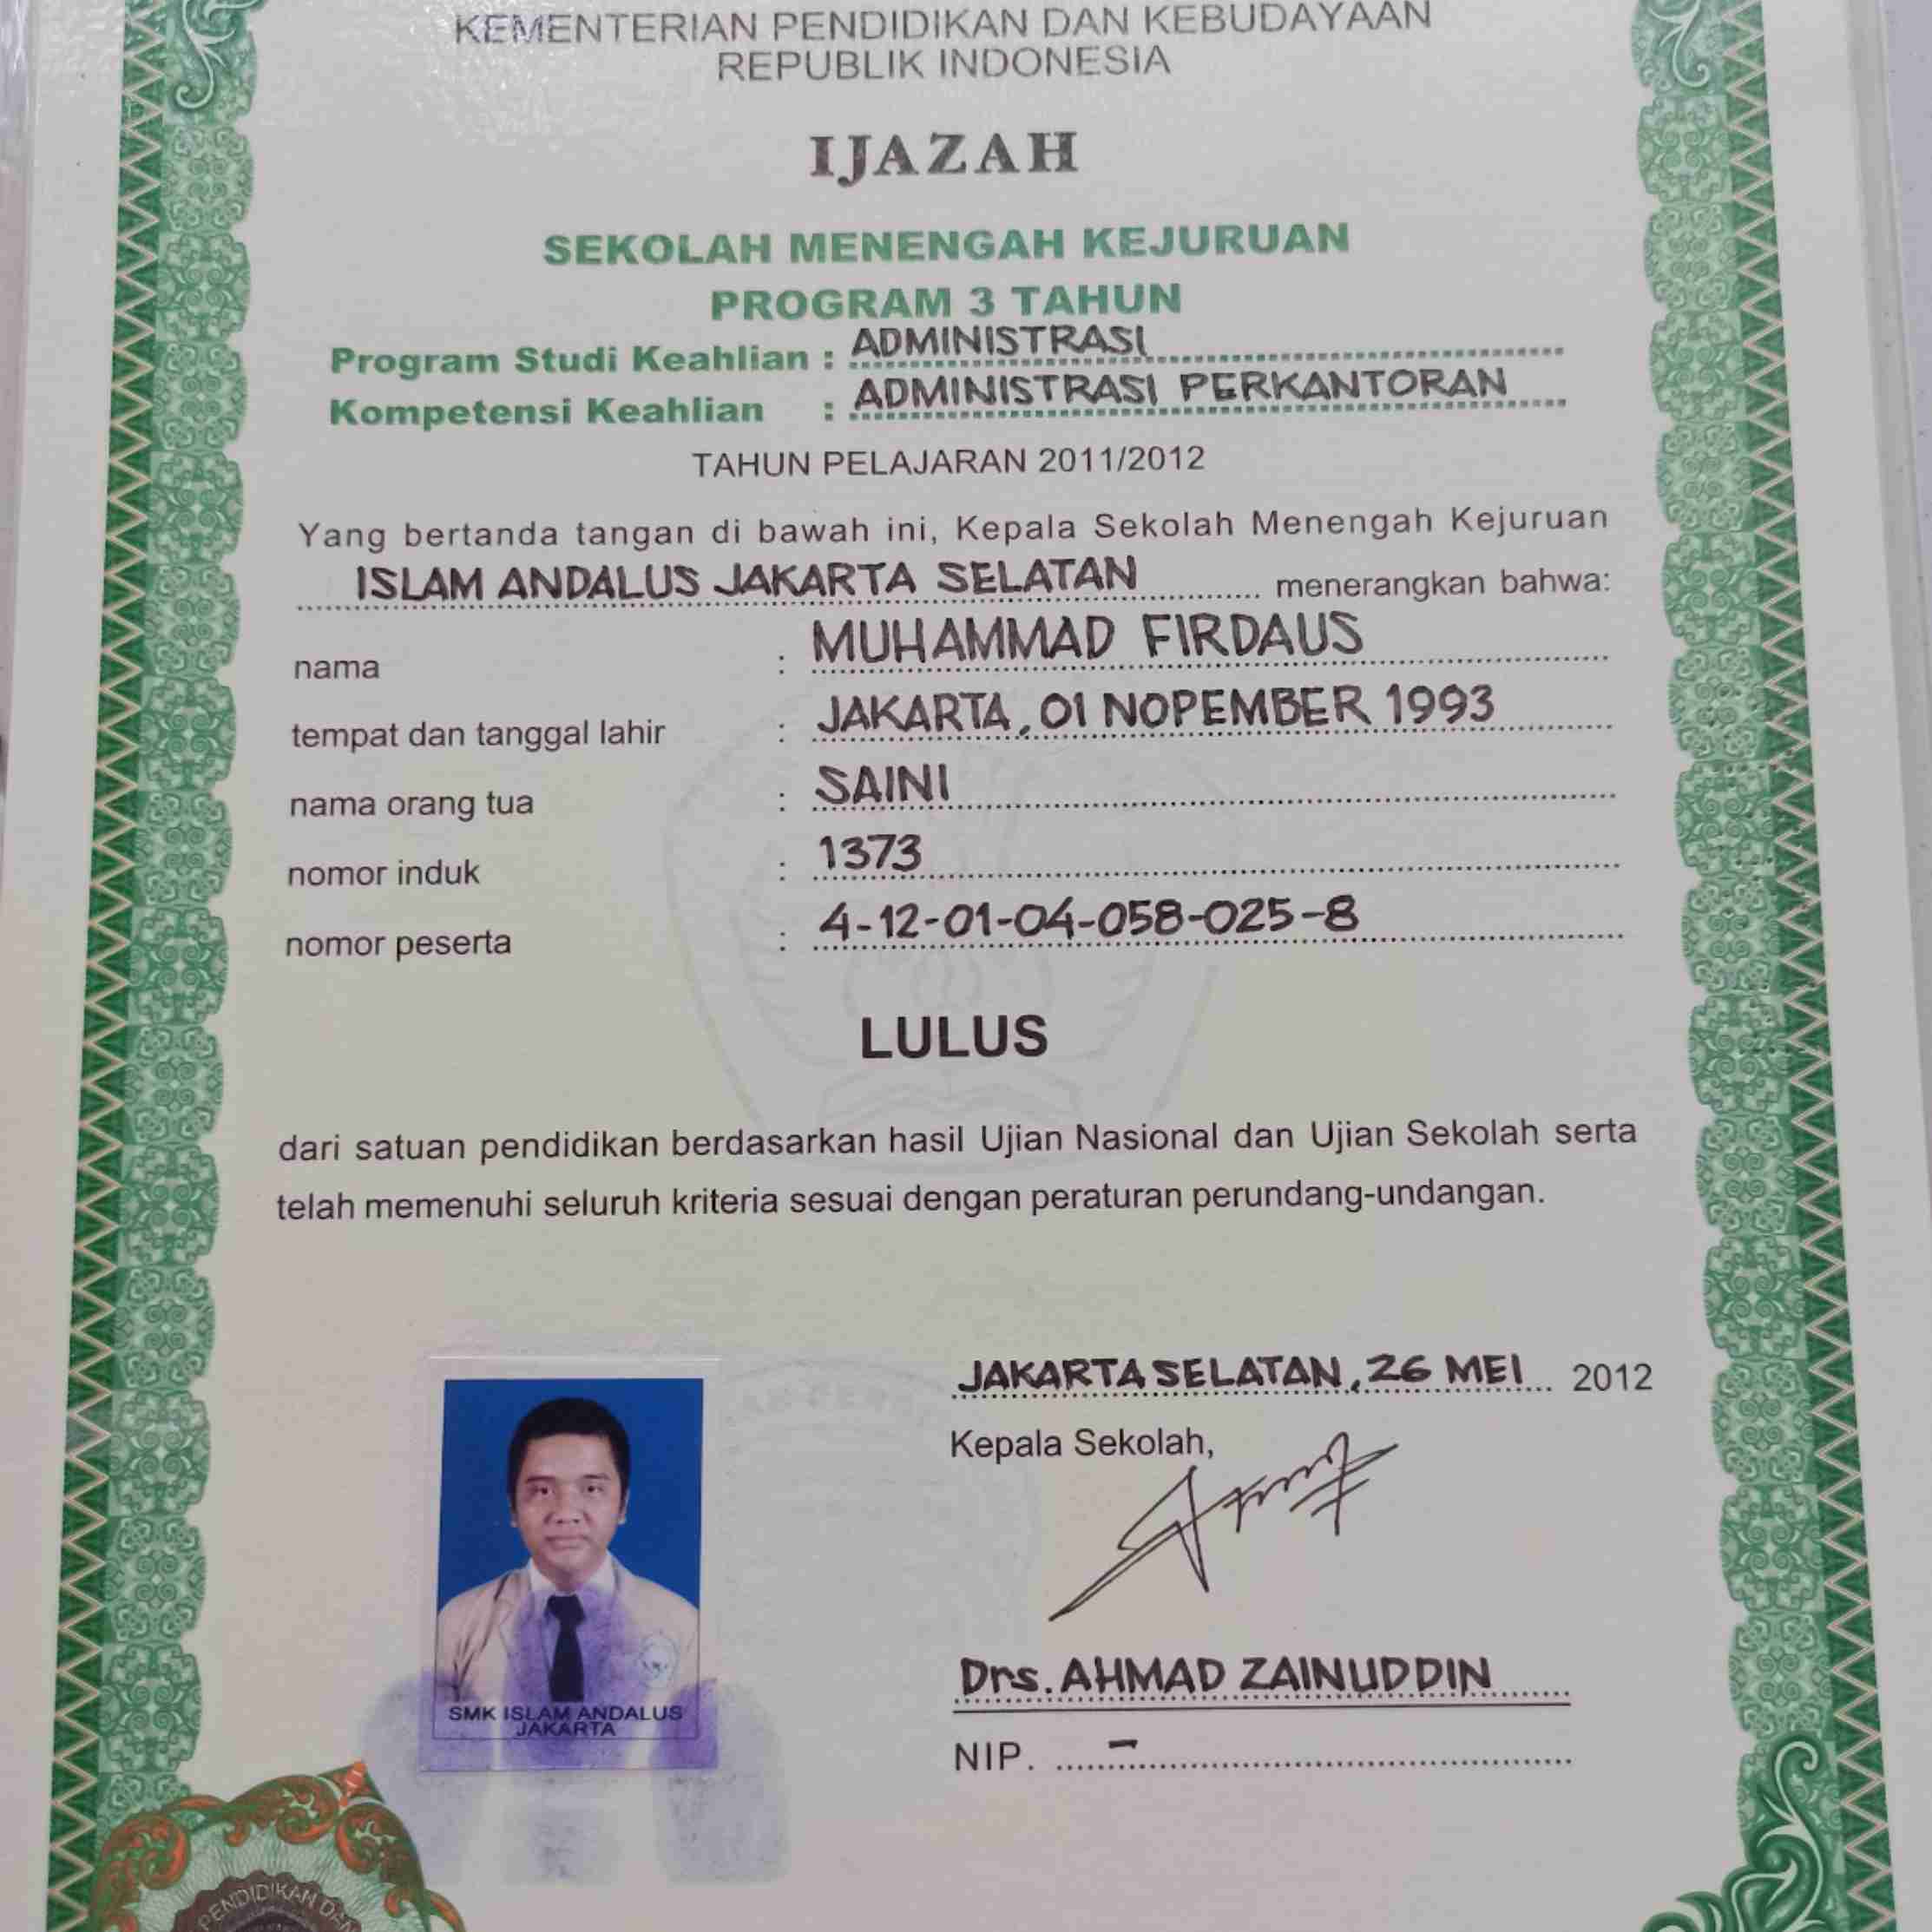 KEMENTERIAN PENDIDIKAN DAN KEBUDAYAAN
REPUBLIK INDONESIA
IJAZAH
SEKOLAH MENENGAH KEJURUAN
PROGRAM 3 TAHUN
Program Studi Keahlian : ADMINISTRASI
Kompetensi Keahlian : ADMINISTRASI PERKANTORAN
TAHUN PELAJARAN 2011/2012
Yang bertanda tangan di bawah ini, Kepala Sekolah Menengah Kejuruan
ISLAM ANDALUS JAKARTA SELATAN menerangkan bahwa:
nama : MUHAMMAD FIRDAUS
tempat dan tanggal lahir : JAKARTA, 01 NOPEMBER 1993
nama orang tua : SAINI
nomor induk : 1373
nomor peserta : 4-12-01-04-058-025-8
LULUS
dari satuan pendidikan berdasarkan hasil Ujian Nasional dan Ujian Sekolah serta
telah memenuhi seluruh kriteria sesuai dengan peraturan perundang-undangan.
JAKARTA SELATAN, 26 MEI 2012
Kepala Sekolah,
Drs. AHMAD ZAINUDDIN
NIP. -
SMK ISLAM ANDALUS
JAKARTA
PENDIDIKAN DAN